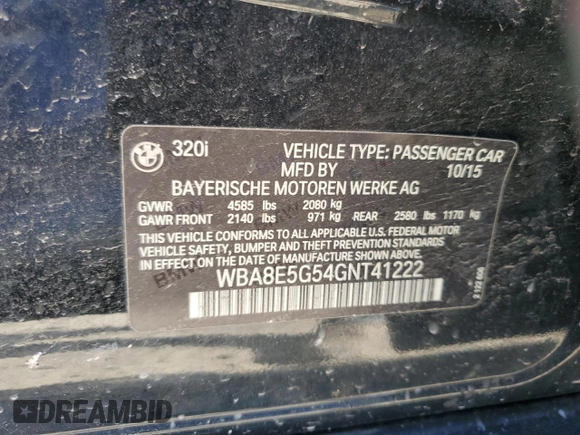 320i VEHICLE TYPE: PASSENGER CAR
MFD BY 10/15
BAYERISCHE MOTOREN WERKE AG
GVWR 4585 lbs 2080 kg
GAWR FRONT 2140 lbs 971 kg REAR 2580 lbs 1170 kg
THIS VEHICLE CONFORMS TO ALL APPLICABLE U.S. FEDERAL MOTOR
VEHICLE SAFETY, BUMPER AND THEFT PREVENTION STANDARDS IN
EFFECT ON THE DATE OF MANUFACTURE SHOWN ABOVE.
WBA8E5G54GNT41222
DREAMBID